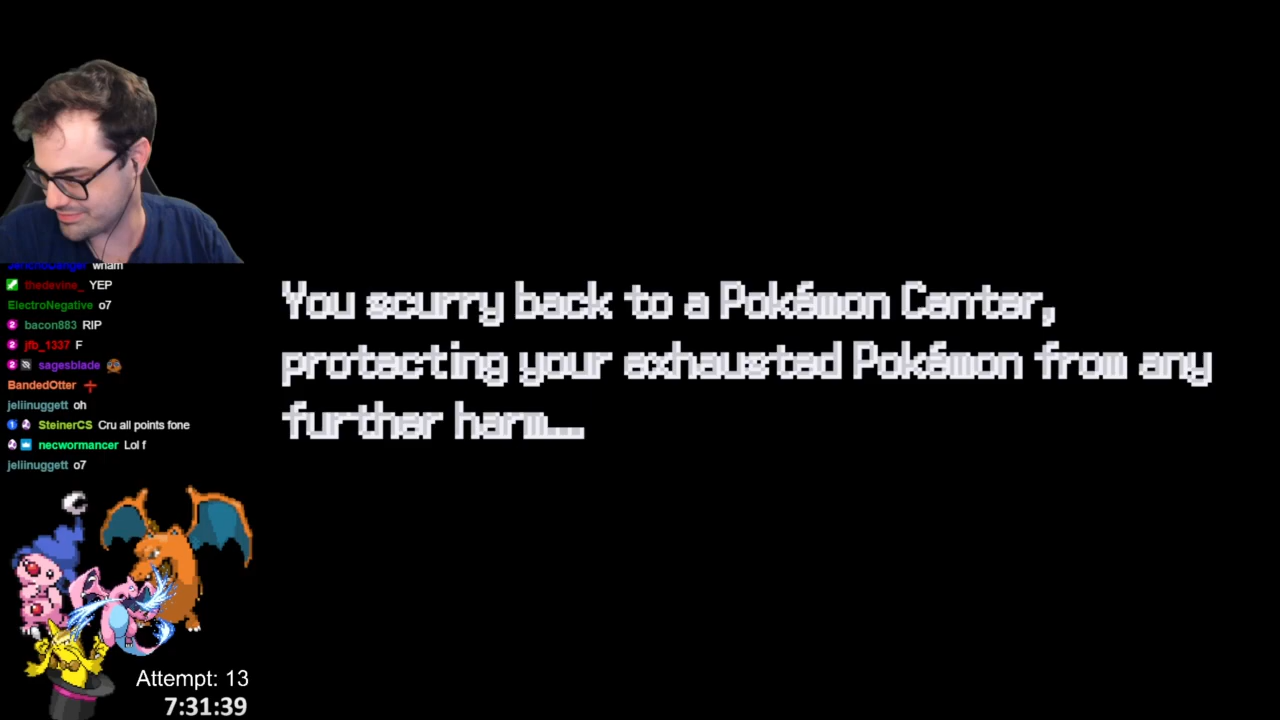 wham
thedevine_ YEP
ElectroNegative o7
bacon883 RIP
jfb_1337 F
sagesblade
BandedOtter
jeliinuggett oh
SteinerCS Cru all points fone
necwormancer Lol f
jeliinuggett o7
You scurry back to a Pokémon Center,
protecting your exhausted Pokémon from any
further harm...
Attempt: 13
7:31:39